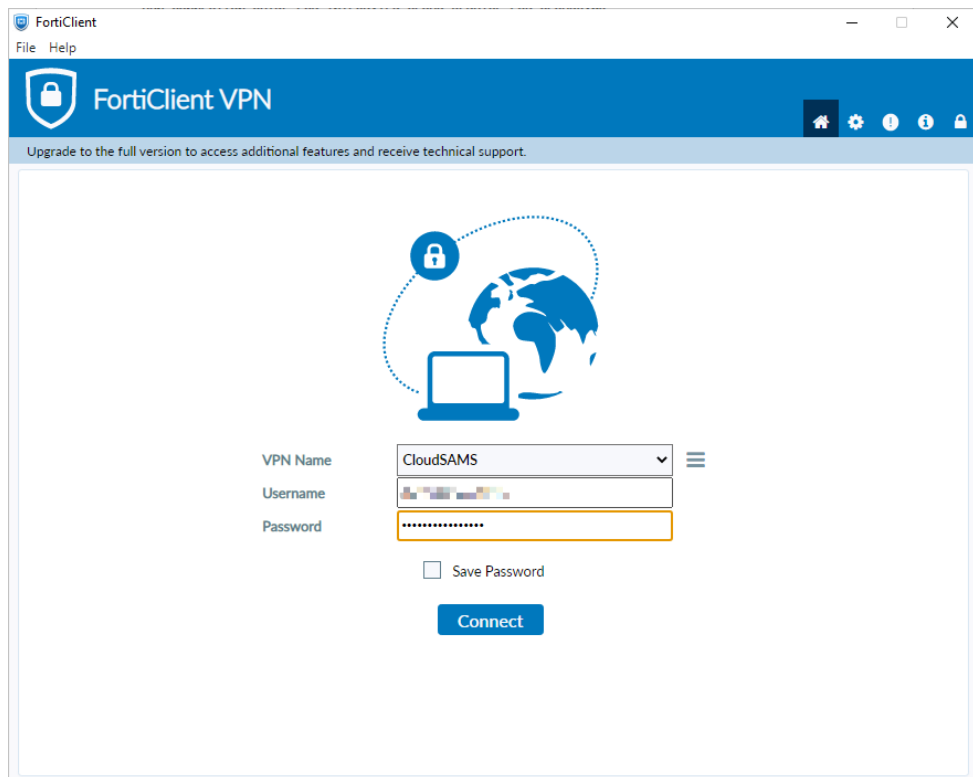 FortiClient
File Help
FortiClient VPN
Upgrade to the full version to access additional features and receive technical support.
VPN Name
CloudSAMS
Username
Password
••••••••••••••••
Save Password
Connect